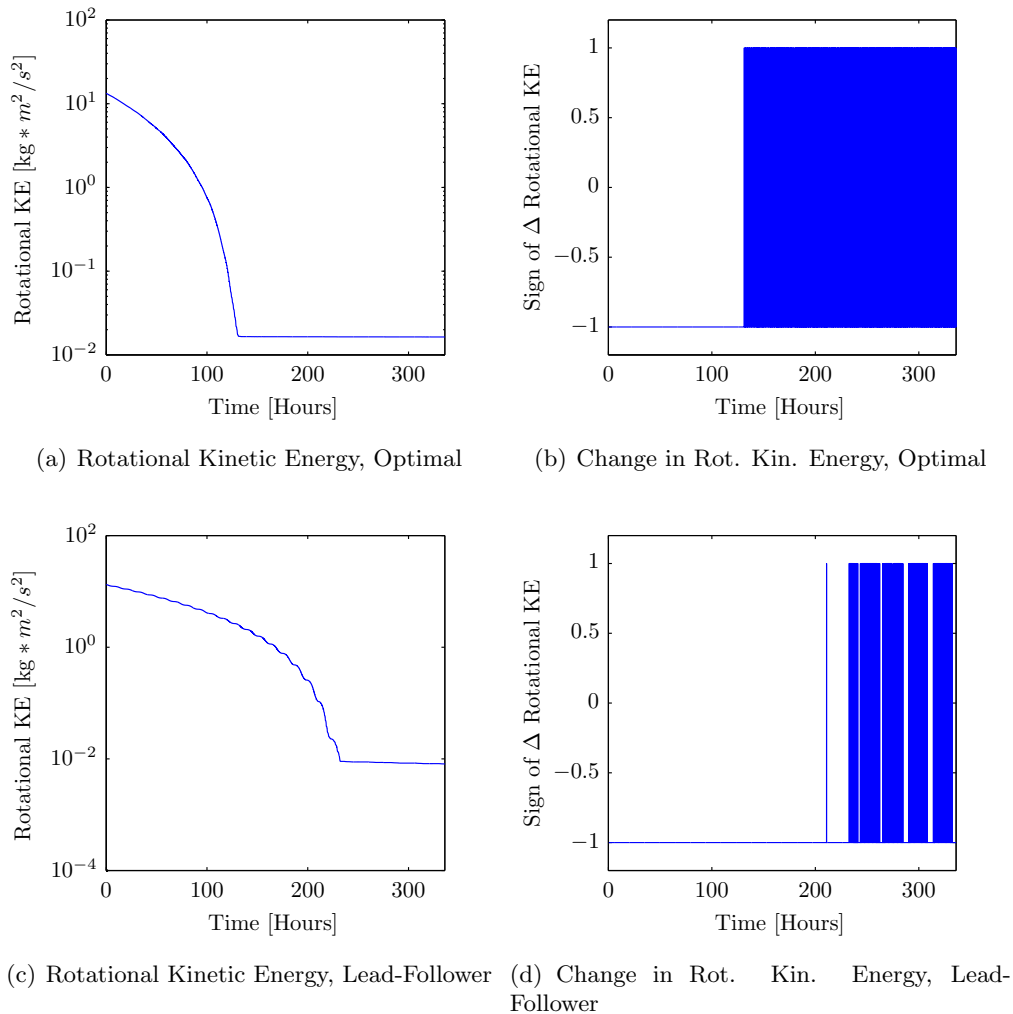 10^2
10^1
10^0
10^−1
10^−2
Rotational KE [kg ∗ m^2/s^2]
0 100 200 300
Time [Hours]
1
0.5
0
−0.5
−1
Sign of Δ Rotational KE
0 100 200 300
Time [Hours]
(a) Rotational Kinetic Energy, Optimal
(b) Change in Rot. Kin. Energy, Optimal
10^2
10^0
10^−2
10^−4
Rotational KE [kg ∗ m^2/s^2]
0 100 200 300
Time [Hours]
1
0.5
0
−0.5
−1
Sign of Δ Rotational KE
0 100 200 300
Time [Hours]
(c) Rotational Kinetic Energy, Lead-Follower
(d) Change in Rot. Kin. Energy, Lead-
Follower